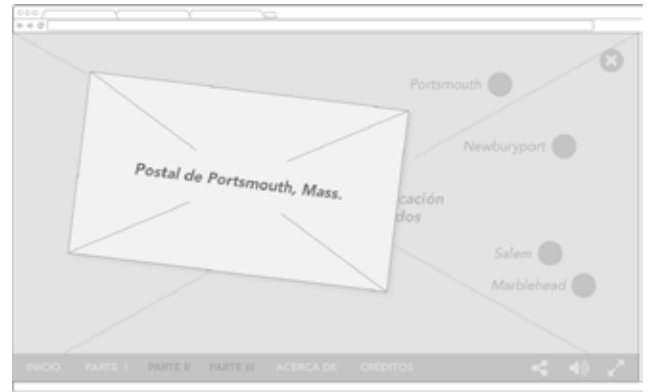 Portsmouth
Newburyport
Postal de Portsmouth, Mass.
cación
dos
Salem
Marblehead
INICIO PARTE I PARTE II PARTE III ACERCA DE CRÉDITOS